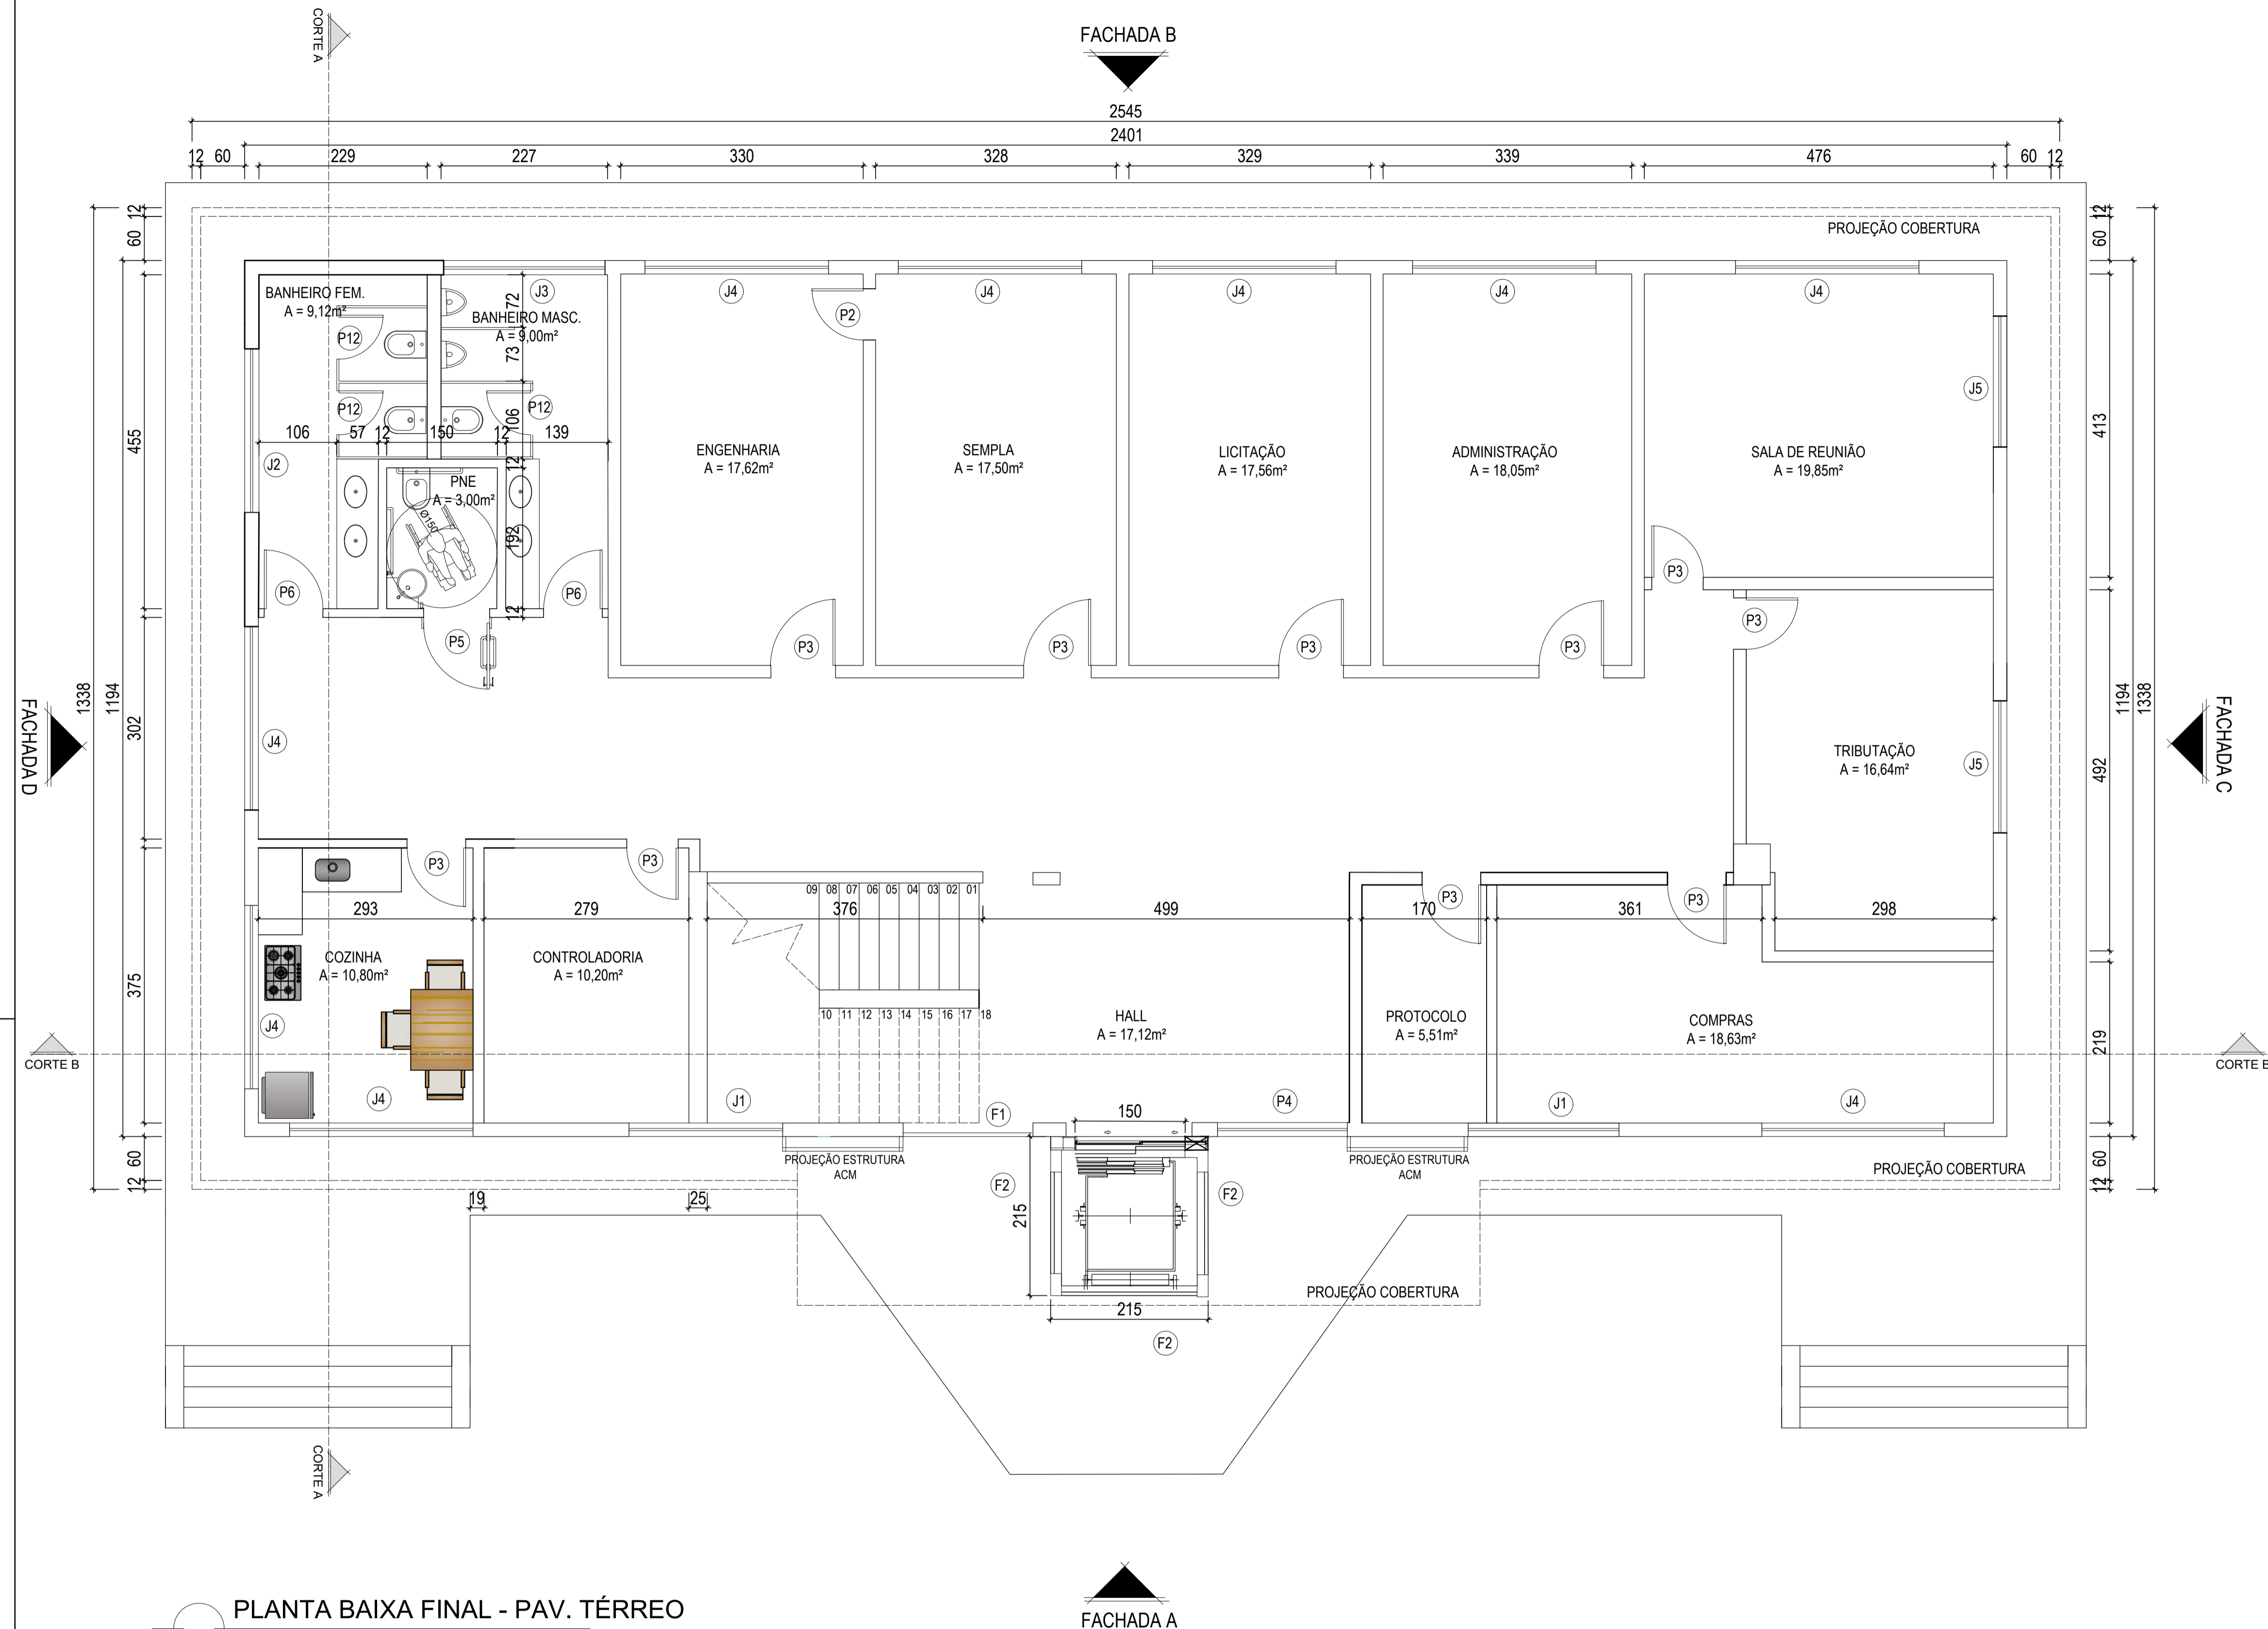 CORTE A
FACHADA B
2545
2401
12 60 229 227 330 328 329 339 476 60 12
12
60
12
60
PROJEÇÃO COBERTURA
BANHEIRO FEM.
A = 9,12m²
J3
72
BANHEIRO MASC.
A = 9,00m²
73
J4
J4
J4
J4
J4
P2
P12
P12
P12
J5
106
106 57 12 150 12 139
455
413
J2
12
PNE
A = 3,00m²
Ø150
192
12
ENGENHARIA
A = 17,62m²
SEMPLA
A = 17,50m²
LICITAÇÃO
A = 17,56m²
ADMINISTRAÇÃO
A = 18,05m²
SALA DE REUNIÃO
A = 19,85m²
P6
P6
P3
P3
P5
P3
P3
P3
P3
1338
1194
302
FACHADA D
J4
TRIBUTAÇÃO
A = 16,64m²
J5
492
1194
1338
FACHADA C
P3
P3
09 08 07 06 05 04 03 02 01
P3
P3
293 279 376 499 170 361 298
COZINHA
A = 10,80m²
CONTROLADORIA
A = 10,20m²
375
J4
10 11 12 13 14 15 16 17 18
HALL
A = 17,12m²
PROTOCOLO
A = 5,51m²
COMPRAS
A = 18,63m²
219
CORTE B
CORTE B
J4
J1
F1
150
P4
J1
J4
60
12
PROJEÇÃO ESTRUTURA
ACM
PROJEÇÃO ESTRUTURA
ACM
PROJEÇÃO COBERTURA
60
12
19
25
F2
F2
215
PROJEÇÃO COBERTURA
215
F2
CORTE A
PLANTA BAIXA FINAL - PAV. TÉRREO
FACHADA A